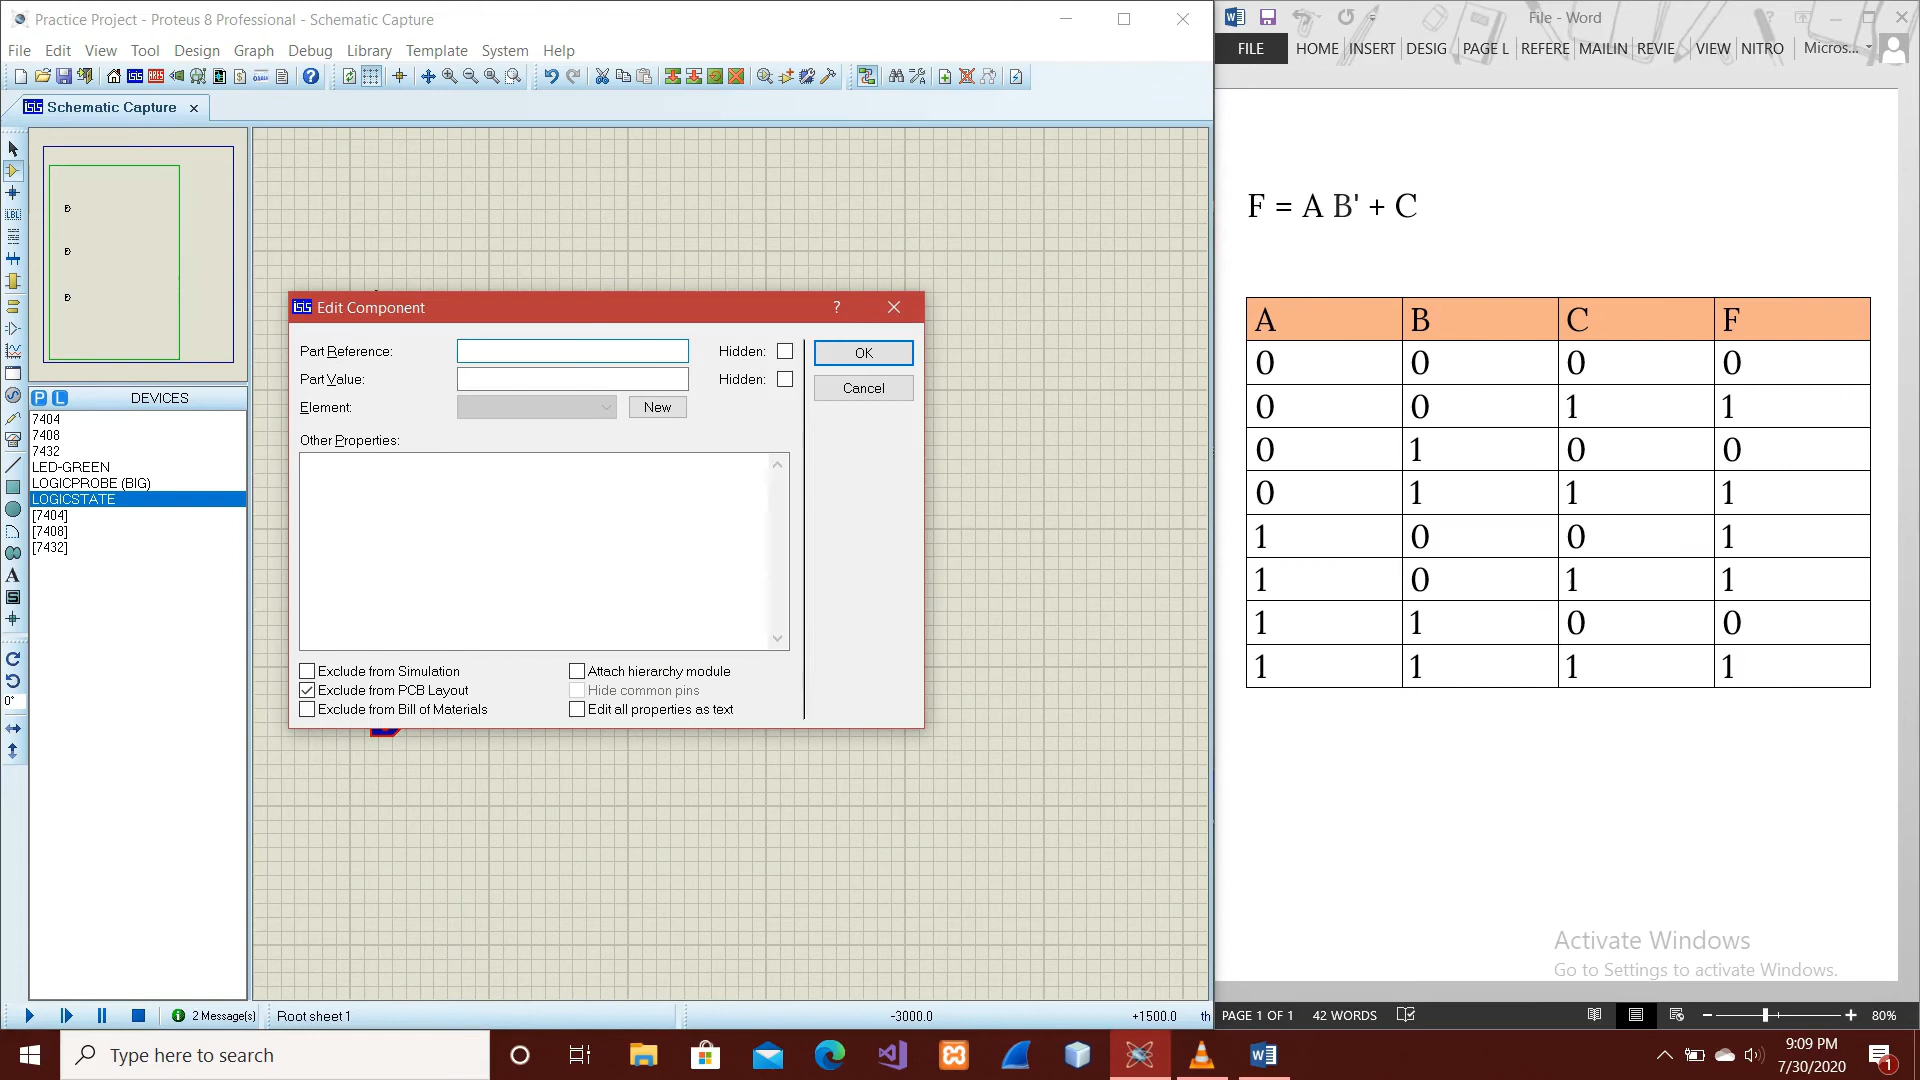 Practice Project - Proteus 8 Professional - Schematic Capture
File Edit View Tool Design Graph Debug Library Template System Help
Schematic Capture
P L DEVICES
7404
7408
7432
LED-GREEN
LOGICPROBE (BIG)
LOGICSTATE
[7404]
[7408]
[7432]
LBL
A
S
0°
Edit Component
?
Part Reference:
Hidden:
OK
Part Value:
Hidden:
Cancel
Element:
New
Other Properties:
Exclude from Simulation
Attach hierarchy module
Exclude from PCB Layout
Hide common pins
Exclude from Bill of Materials
Edit all properties as text
2 Message(s)
Root sheet 1
-3000.0
+1500.0
th
File - Word
FILE HOME INSERT DESIG PAGE L REFERE MAILIN REVIE VIEW NITRO Micros...
F = A B' + C
A B C F
0 0 0 0
0 0 1 1
0 1 0 0
0 1 1 1
1 0 0 1
1 0 1 1
1 1 0 0
1 1 1 1
Activate Windows
Go to Settings to activate Windows.
PAGE 1 OF 1 42 WORDS
80%
Type here to search
9:09 PM
7/30/2020
1